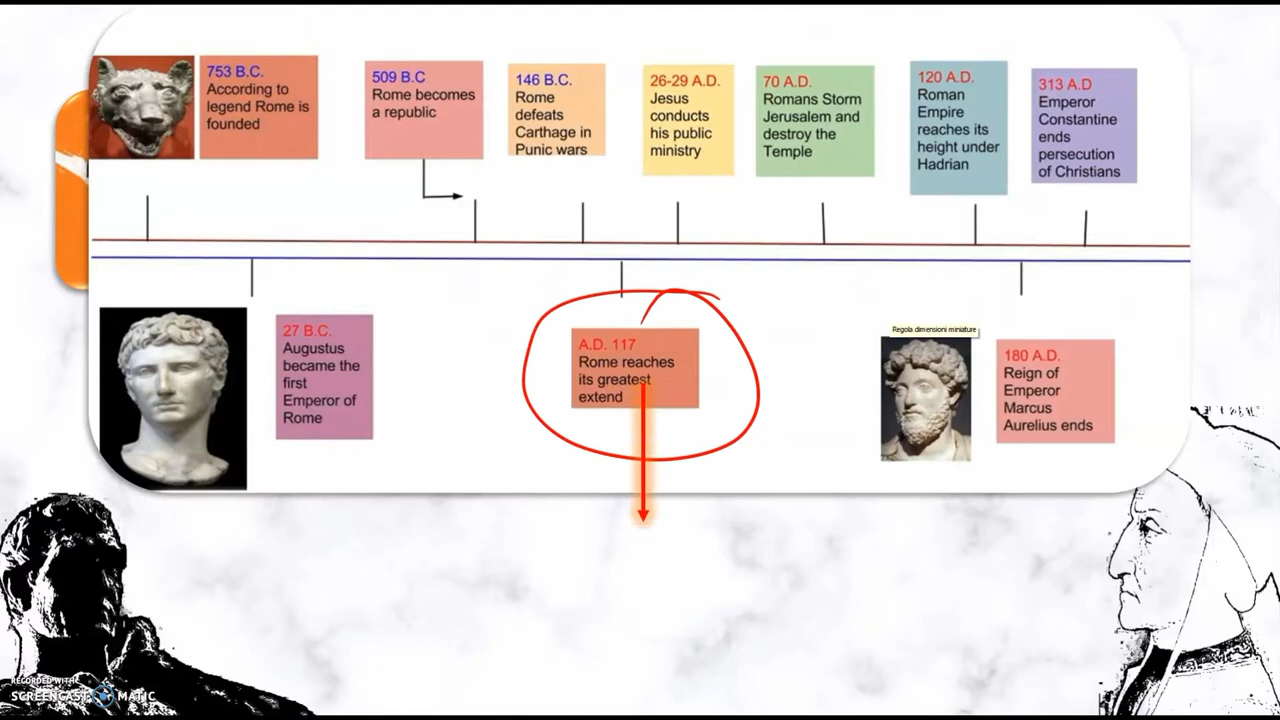 753 B.C.
According to
legend Rome is
founded
509 B.C
Rome becomes
a republic
146 B.C.
Rome
defeats
Carthage in
Punic wars
26-29 A.D.
Jesus
conducts
his public
ministry
70 A.D.
Romans Storm
Jerusalem and
destroy the
Temple
120 A.D.
Roman
Empire
reaches its
height under
Hadrian
313 A.D
Emperor
Constantine
ends
persecution
of Christians
27 B.C.
Augustus
became the
first
Emperor of
Rome
A.D. 117
Rome reaches
its greatest
extend
Regola dimensioni miniature
180 A.D.
Reign of
Emperor
Marcus
Aurelius ends
RECORDED WITH
SCREENCAST MATIC